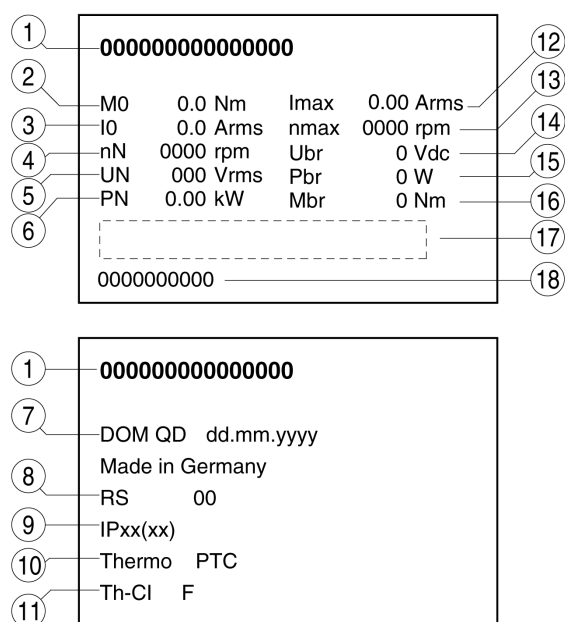 1
000000000000000
12
2
13
M0 0.0 Nm Imax 0.00 Arms
3
I0 0.0 Arms nmax 0000 rpm
14
4
nN 0000 rpm Ubr 0 Vdc
15
5
UN 000 Vrms Pbr 0 W
16
6
PN 0.00 kW Mbr 0 Nm
17
0000000000
18
1
000000000000000
7
DOM QD dd.mm.yyyy
Made in Germany
8
RS 00
9
IPxx(xx)
10
Thermo PTC
11
Th-CI F